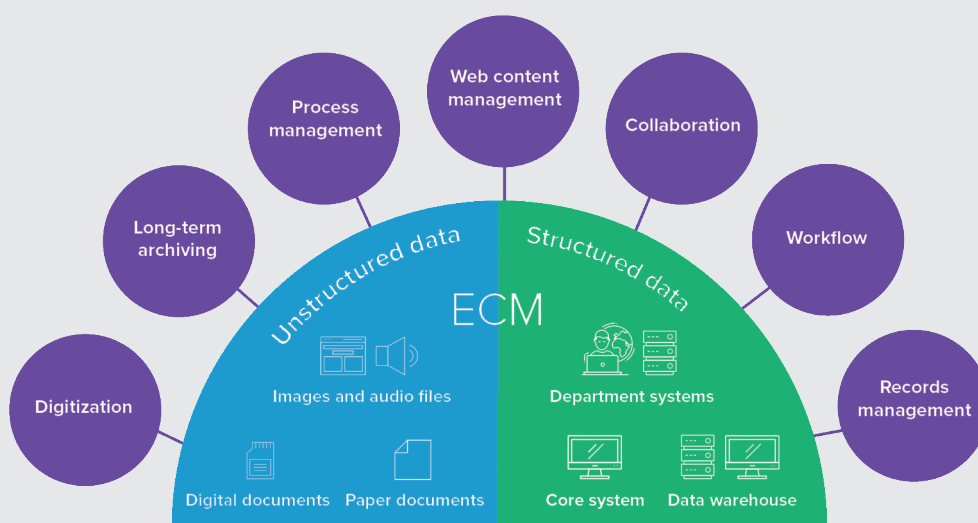 Web content
management
Process
management
Collaboration
Long-term
archiving
Workflow
Digitization
Records
management
Unstructured data
Structured data
ECM
Images and audio files
Department systems
Digital documents
Paper documents
Core system
Data warehouse